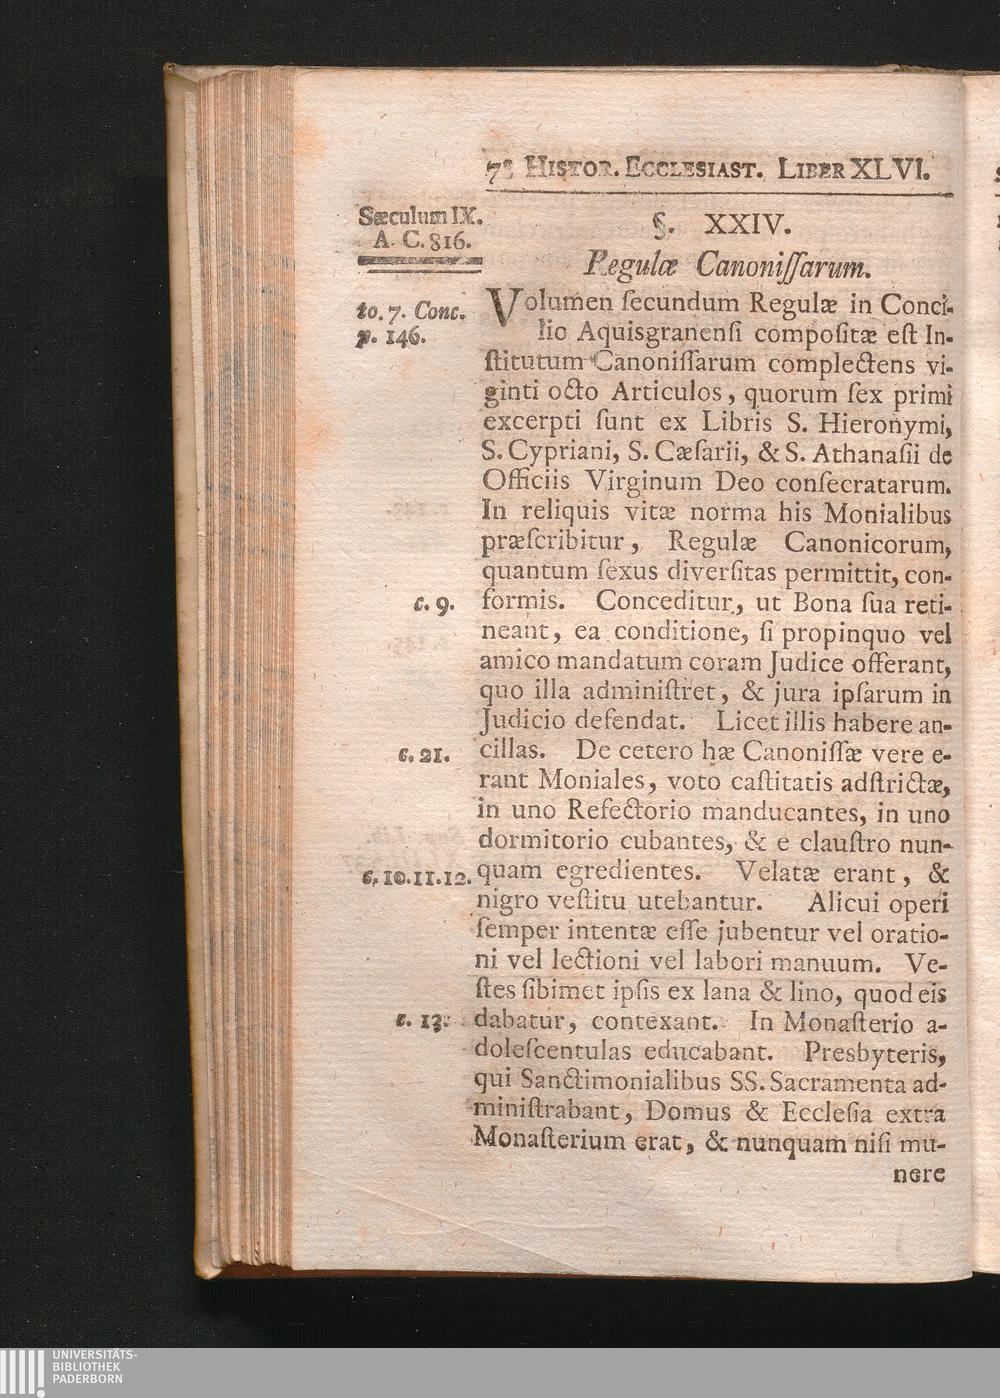 78 HISTOR. ECCLESIAST. LIBER XLVI.
Sæculum IX.
A. C. 816.
§. XXIV.
Regulæ Canoniſſarum.
to. 7. Conc.
p. 146.
Volumen ſecundum Regulæ in Conci-
lio Aquisgranenſi compoſitæ eſt In-
ſtitutum Canoniſſarum complectens vi-
ginti octo Articulos, quorum ſex primi
excerpti ſunt ex Libris S. Hieronymi,
S. Cypriani, S. Cæſarii, & S. Athanaſii de
Officiis Virginum Deo conſecratarum.
In reliquis vitæ norma his Monialibus
præſcribitur, Regulæ Canonicorum,
quantum ſexus diverſitas permittit, con-
c. 9. formis. Conceditur, ut Bona ſua reti-
neant, ea conditione, ſi propinquo vel
amico mandatum coram Judice offerant,
quo illa adminiſtret, & jura ipſarum in
Judicio defendat. Licet illis habere an-
c. 21. cillas. De cetero hæ Canoniſſæ vere e-
rant Moniales, voto caſtitatis adſtrictæ,
in uno Refectorio manducantes, in uno
dormitorio cubantes, & e clauſtro nun-
c. 10. 11. 12. quam egredientes. Velatæ erant, &
nigro veſtitu utebantur. Alicui operi
ſemper intentæ eſſe jubentur vel oratio-
ni vel lectioni vel labori manuum. Ve-
ſtes ſibimet ipſis ex lana & lino, quod eis
c. 13. dabatur, contexant. In Monaſterio a-
doleſcentulas educabant. Presbyteris,
qui Sanctimonialibus SS. Sacramenta ad-
miniſtrabant, Domus & Eccleſia extra
Monaſterium erat, & nunquam niſi mu-
nere
UNIVERSITÄTS-
BIBLIOTHEK
PADERBORN